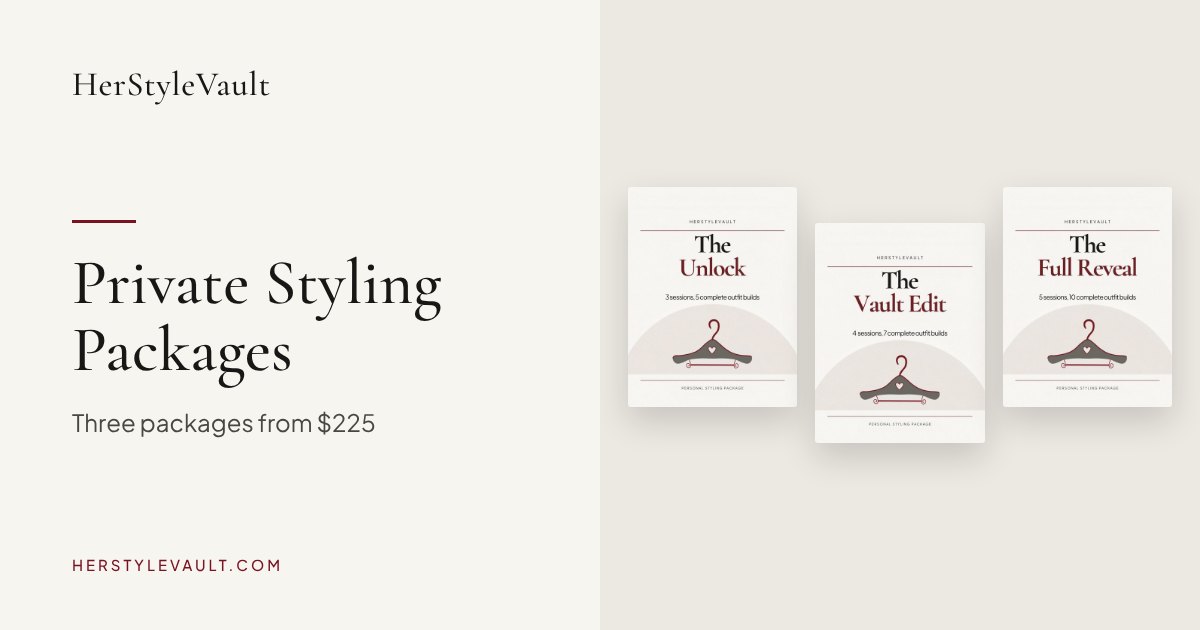 HerStyleVault
Private Styling
Packages
Three packages from $225
HERSTYLEVAULT.COM
HERSTYLEVAULT
The
Unlock
3 sessions, 5 complete outfit builds
PERSONAL STYLING PACKAGE
HERSTYLEVAULT
The
Vault Edit
4 sessions, 7 complete outfit builds
PERSONAL STYLING PACKAGE
HERSTYLEVAULT
The
Full Reveal
5 sessions, 10 complete outfit builds
PERSONAL STYLING PACKAGE